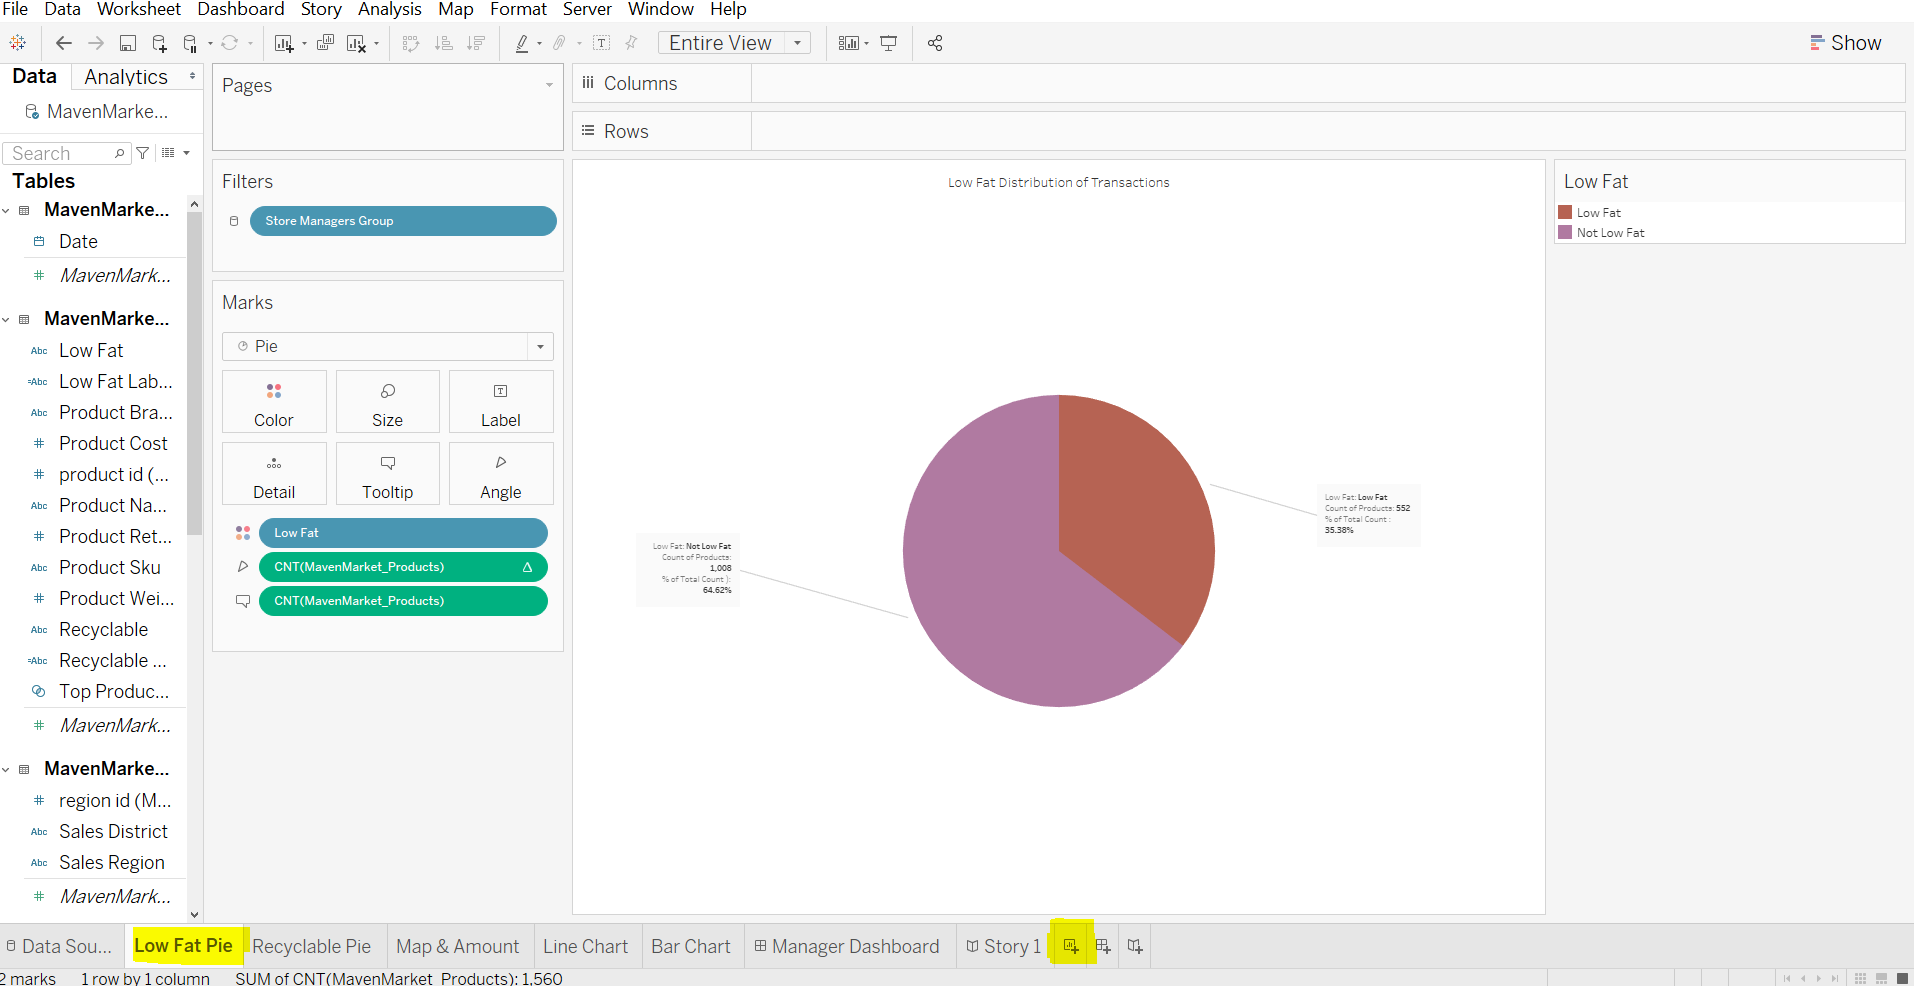 File Data Worksheet Dashboard Story Analysis Map Format Server Window Help
Entire View
Show
Data Analytics
MavenMarke...
Search
Tables
MavenMarke...
Date
MavenMark...
MavenMarke...
Abc Low Fat
=Abc Low Fat Lab...
Abc Product Bra...
# Product Cost
# product id (...
Abc Product Na...
# Product Ret...
Abc Product Sku
# Product Wei...
Abc Recyclable
=Abc Recyclable ...
Top Produc...
# MavenMark...
MavenMarke...
# region id (M...
Abc Sales District
Abc Sales Region
# MavenMark...
Pages
Filters
Store Managers Group
Marks
Pie
Color Size Label
Detail Tooltip Angle
Low Fat
CNT(MavenMarket_Products) Δ
CNT(MavenMarket_Products)
Columns
Rows
Low Fat Distribution of Transactions
Low Fat: Not Low Fat
Count of Products:
1,008
% of Total Count ):
64.62%
Low Fat: Low Fat
Count of Products: 552
% of Total Count :
35.38%
Low Fat
Low Fat
Not Low Fat
Data Sou... Low Fat Pie Recyclable Pie Map & Amount Line Chart Bar Chart Manager Dashboard Story 1
2 marks 1 row by 1 column SUM of CNT(MavenMarket_Products): 1,560